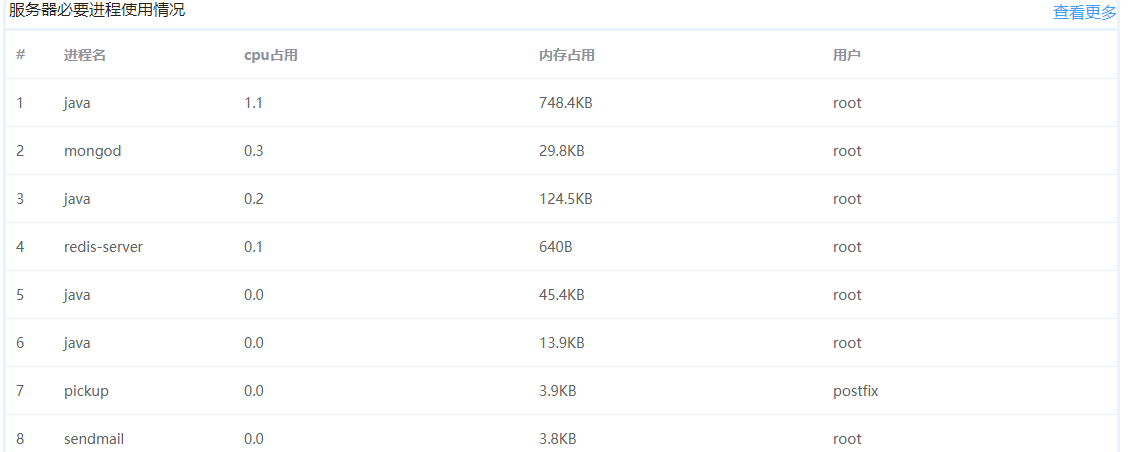 服务器必要进程使用情况 查看更多
# 进程名 cpu占用 内存占用 用户
1 java 1.1 748.4KB root
2 mongod 0.3 29.8KB root
3 java 0.2 124.5KB root
4 redis-server 0.1 640B root
5 java 0.0 45.4KB root
6 java 0.0 13.9KB root
7 pickup 0.0 3.9KB postfix
8 sendmail 0.0 3.8KB root